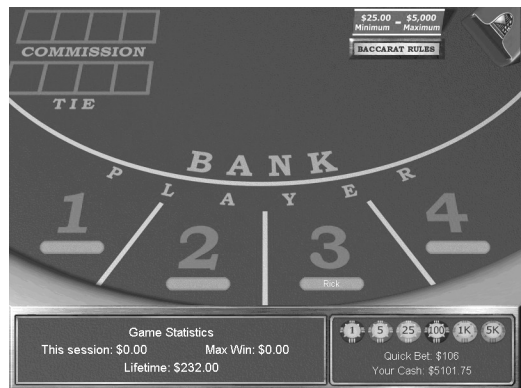 $25.00 - $5,000
Minimum Maximum
BACCARAT RULES
COMMISSION
TIE
BANK
PLAYER
1 2 3 4
Rick
Game Statistics
This session: $0.00 Max Win: $0.00
Lifetime: $232.00
1 5 25 100 1K 5K
Quick Bet: $106
Your Cash: $5101.75